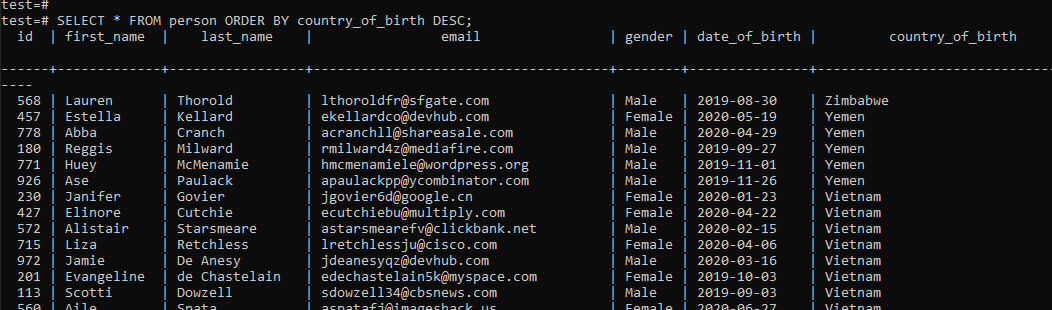 test=#
test=# SELECT * FROM person ORDER BY country_of_birth DESC;
id | first_name | last_name | email | gender | date_of_birth | country_of_birth
------+-------------+-----------------+-------------------------------------+--------+---------------+------------------------------
----
568 | Lauren | Thorold | lthoroldfr@sfgate.com | Male | 2019-08-30 | Zimbabwe
457 | Estella | Kellard | ekellardco@devhub.com | Female | 2020-05-19 | Yemen
778 | Abba | Cranch | acranchll@shareasale.com | Male | 2020-04-29 | Yemen
180 | Reggis | Milward | rmilward4z@mediafire.com | Male | 2019-09-27 | Yemen
771 | Huey | McMenamie | hmcmenamiele@wordpress.org | Male | 2019-11-01 | Yemen
926 | Ase | Paulack | apaulackpp@ycombinator.com | Male | 2019-11-26 | Yemen
230 | Janifer | Govier | jgovier6d@google.cn | Female | 2020-01-23 | Vietnam
427 | Elinore | Cutchie | ecutchiebu@multiply.com | Female | 2020-04-22 | Vietnam
572 | Alistair | Starsmeare | astarsmearefv@clickbank.net | Male | 2020-02-15 | Vietnam
715 | Liza | Retchless | lretchlessju@cisco.com | Female | 2020-04-06 | Vietnam
972 | Jamie | De Anesy | jdeanesyqz@devhub.com | Male | 2020-03-16 | Vietnam
201 | Evangeline | de Chastelain | edechastelain5k@myspace.com | Female | 2019-10-03 | Vietnam
113 | Scotti | Dowzell | sdowzell34@cbsnews.com | Male | 2019-09-03 | Vietnam
560 | Aile | Spata | aspatafj@imageshack.us | Female | 2020-06-27 | Vietnam